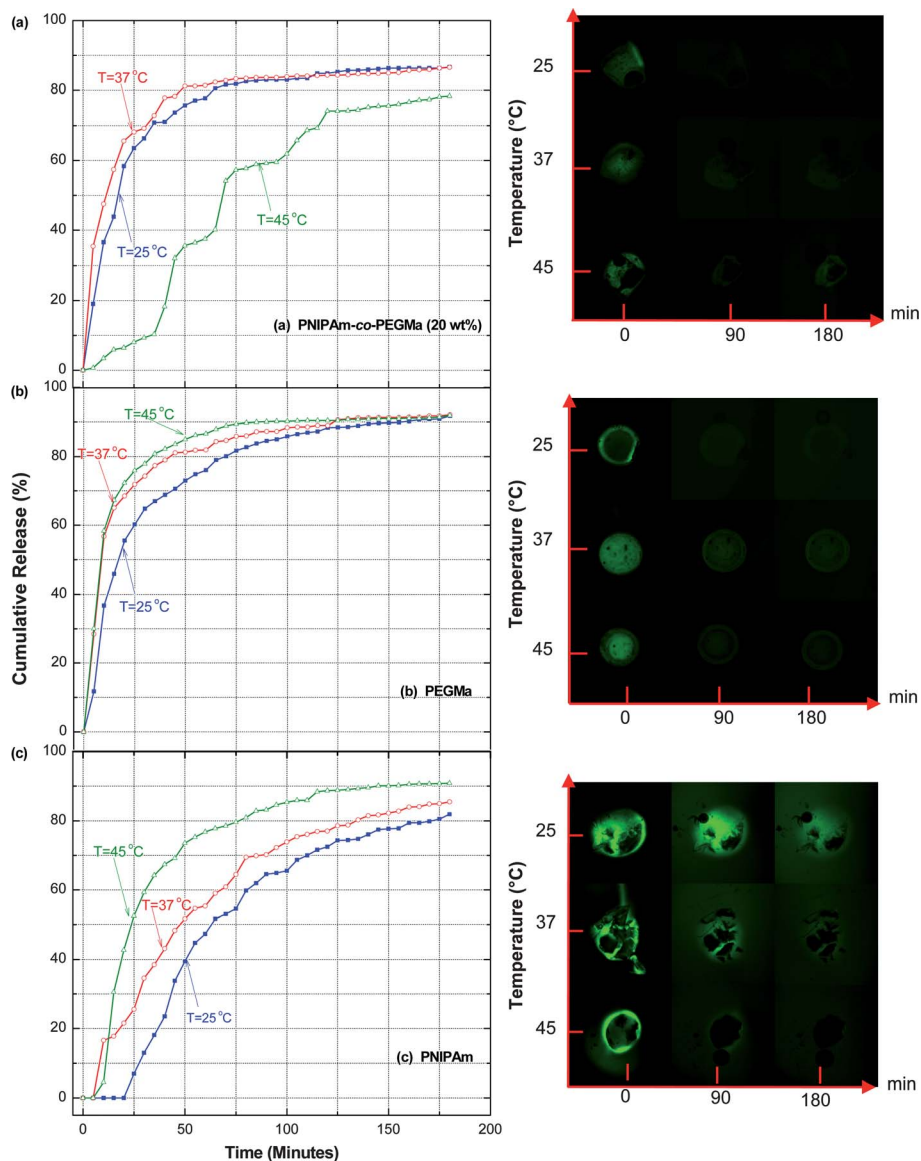 (a)
100
80
60
40
20
0
T=37 °C
T=25 °C
T=45 °C
(a) PNIPAm-co-PEGMa (20 wt%)
Temperature (°C)
25
37
45
0
90
180
min
(b)
100
80
60
40
20
0
T=45 °C
T=37 °C
T=25 °C
(b) PEGMa
Cumulative Release (%)
Temperature (°C)
25
37
45
0
90
180
min
(c)
100
80
60
40
20
0
T=45 °C
T=37 °C
T=25 °C
(c) PNIPAm
0
50
100
150
200
Time (Minutes)
Temperature (°C)
25
37
45
0
90
180
min